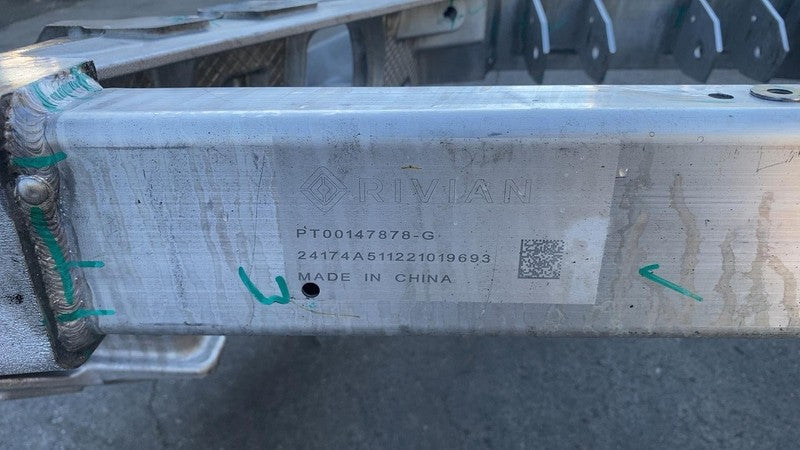 RIVIAN
PT00147878-G
24174A511221019693
MADE IN CHINA